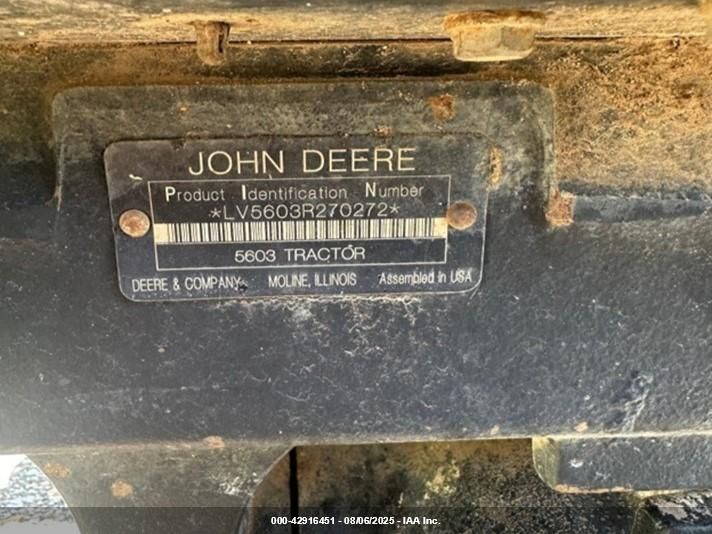 JOHN DEERE
Product Identification Number
*LV5603R270272*
5603 TRACTOR
DEERE & COMPANY MOLINE, ILLINOIS Assembled in USA
000-42916451 - 08/06/2025 - IAA Inc.